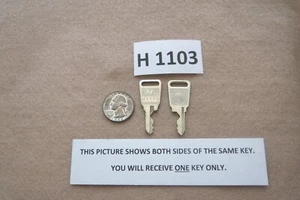 H 1103
THIS PICTURE SHOWS BOTH SIDES OF THE SAME KEY.
YOU WILL RECEIVE ONE KEY ONLY.